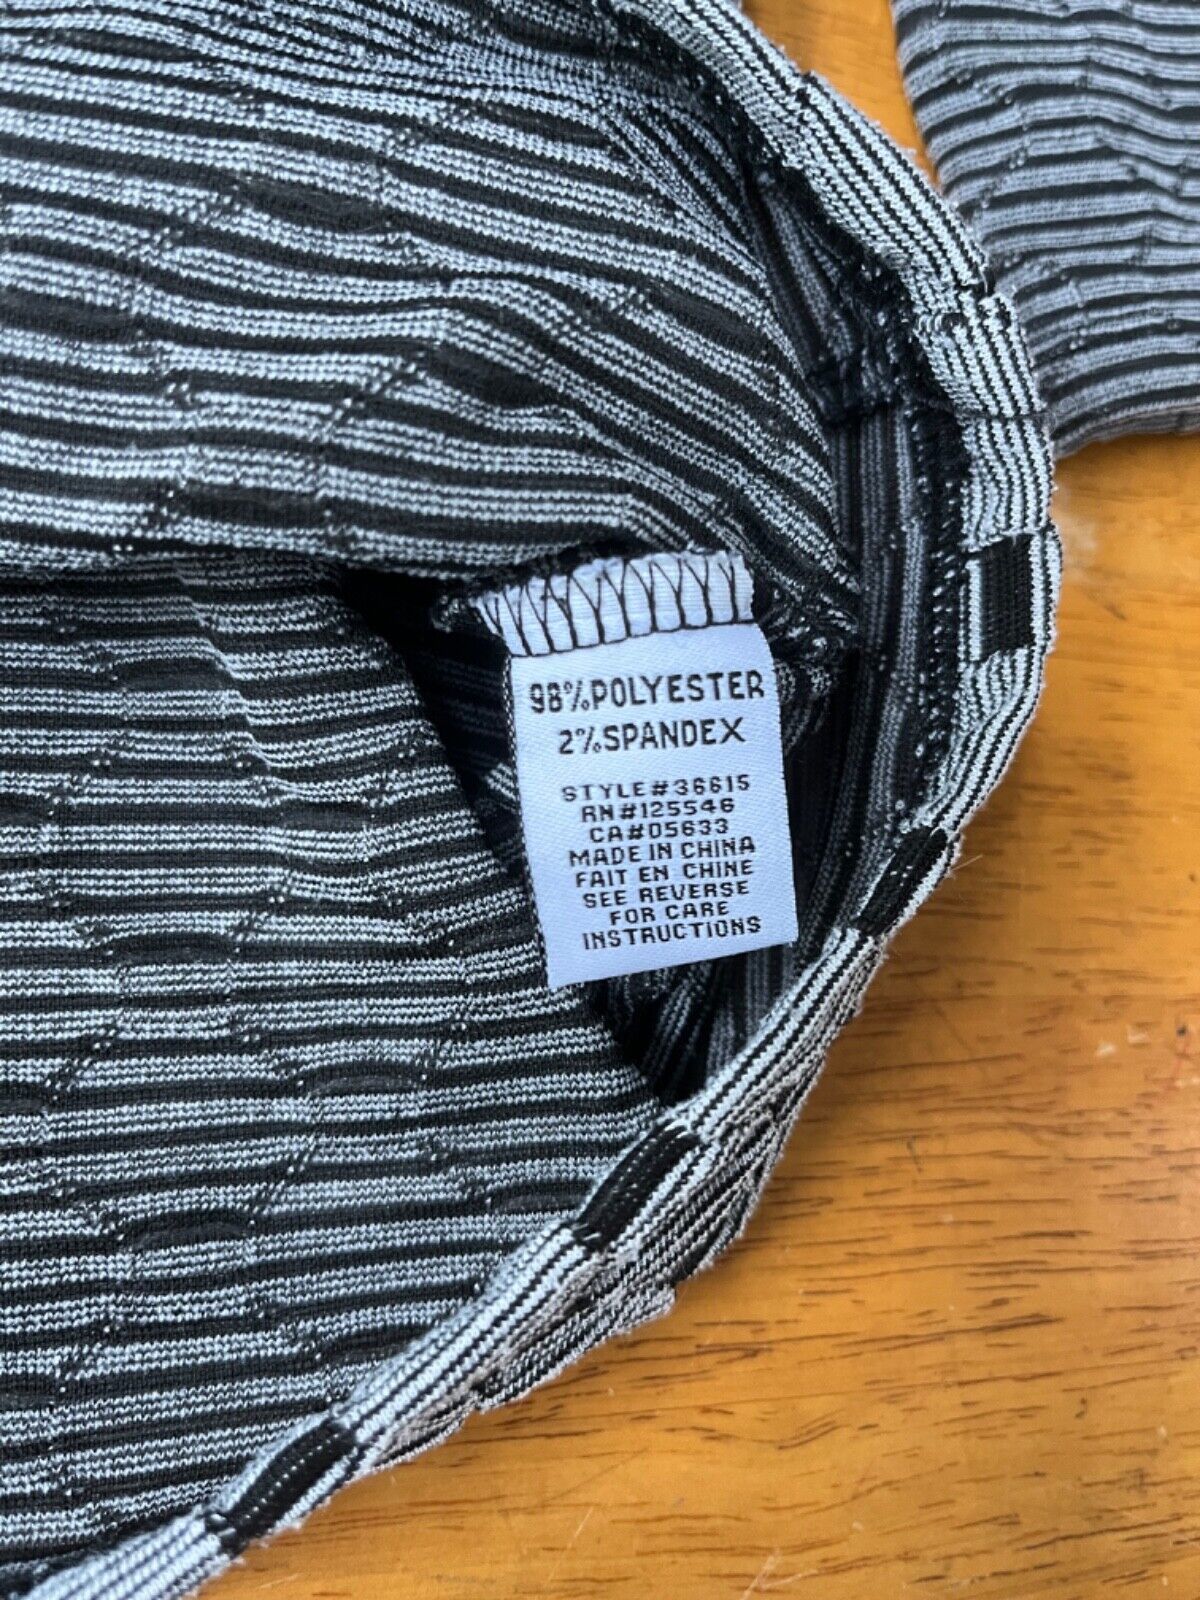 98%POLYESTER
2%SPANDEX
STYLE#36615
RN#125546
CA#05633
MADE IN CHINA
FAIT EN CHINE
SEE REVERSE
FOR CARE
INSTRUCTIONS